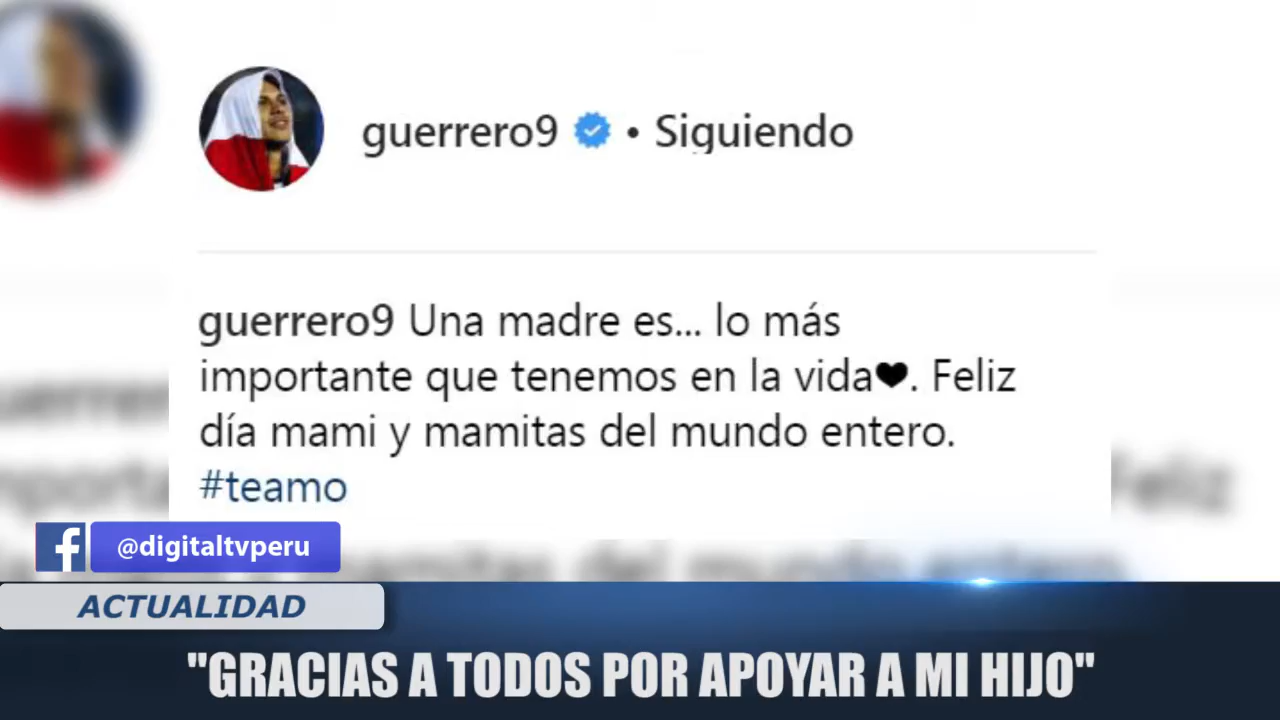 guerrero9 • Siguiendo
guerrero9 Una madre es... lo más
importante que tenemos en la vida🖤. Feliz
día mami y mamitas del mundo entero.
#teamo
f @digitaltvperu
ACTUALIDAD
"GRACIAS A TODOS POR APOYAR A MI HIJO"